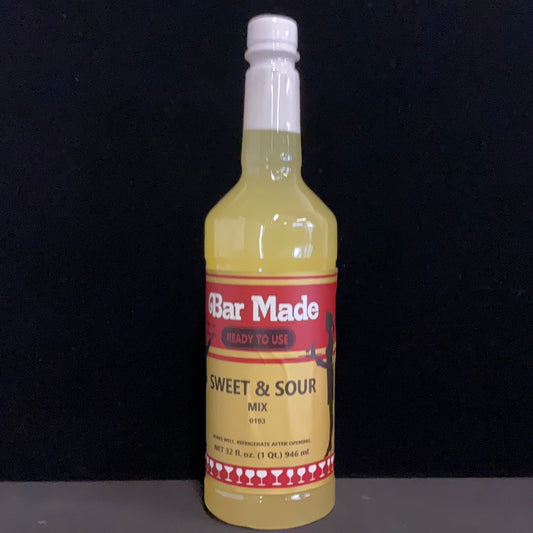 Bar Made
READY TO USE
SWEET & SOUR
MIX
0193
SHAKE WELL. REFRIGERATE AFTER OPENING.
NET 32 fl. oz. (1 Qt.) 946 ml